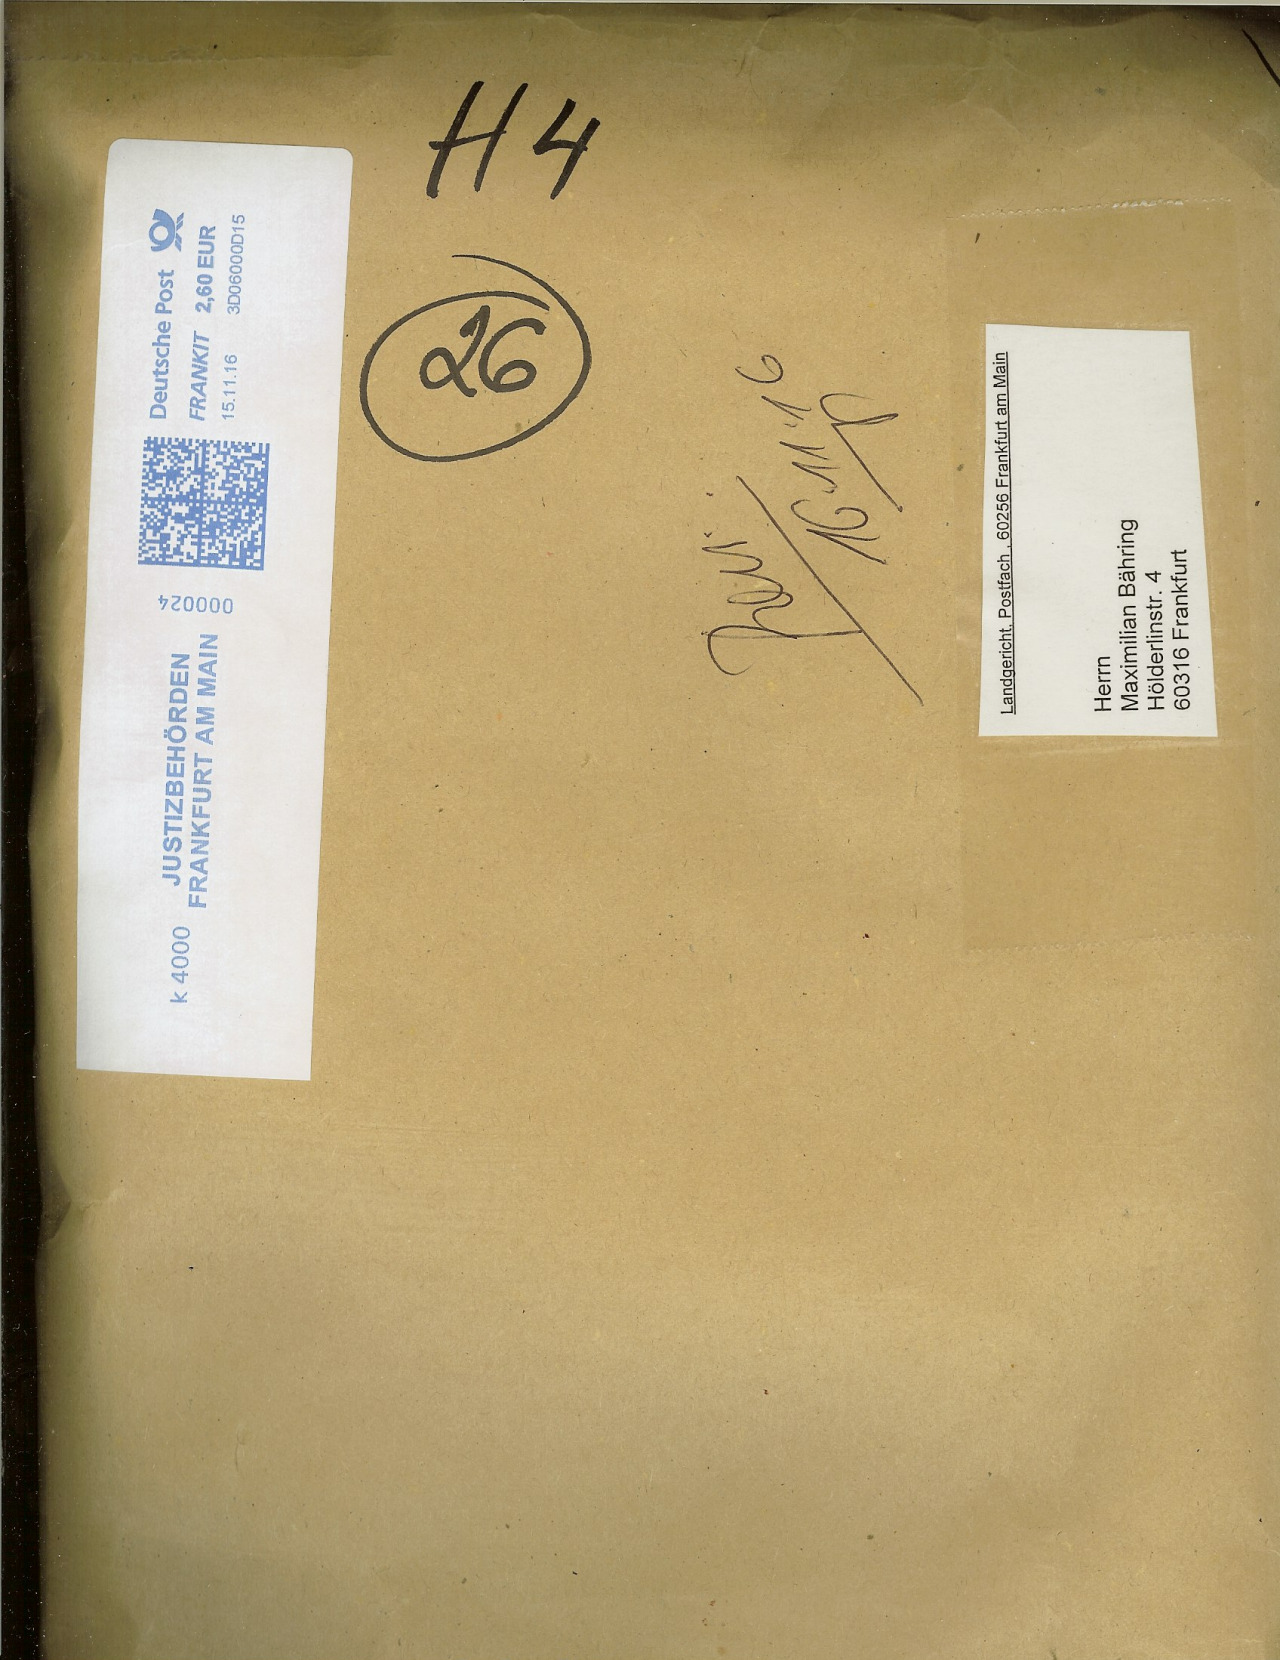 H4
26
Deutsche Post
FRANKIT 2,60 EUR
15.11.16 3D06000D15
000024
k 4000 JUSTIZBEHÖRDEN
FRANKFURT AM MAIN
16.11.16
Landgericht, Postfach , 60256 Frankfurt am Main
Herrn
Maximilian Bähring
Hölderlinstr. 4
60316 Frankfurt